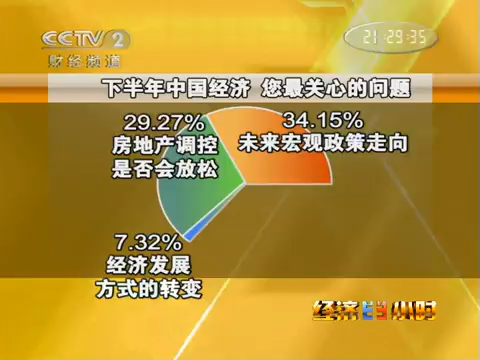 CCTV 2
21:29:35
财经频道
下半年中国经济 您最关心的问题
29.27%
房地产调控
是否会放松
34.15%
未来宏观政策走向
7.32%
经济发展
方式的转变
经济半小时